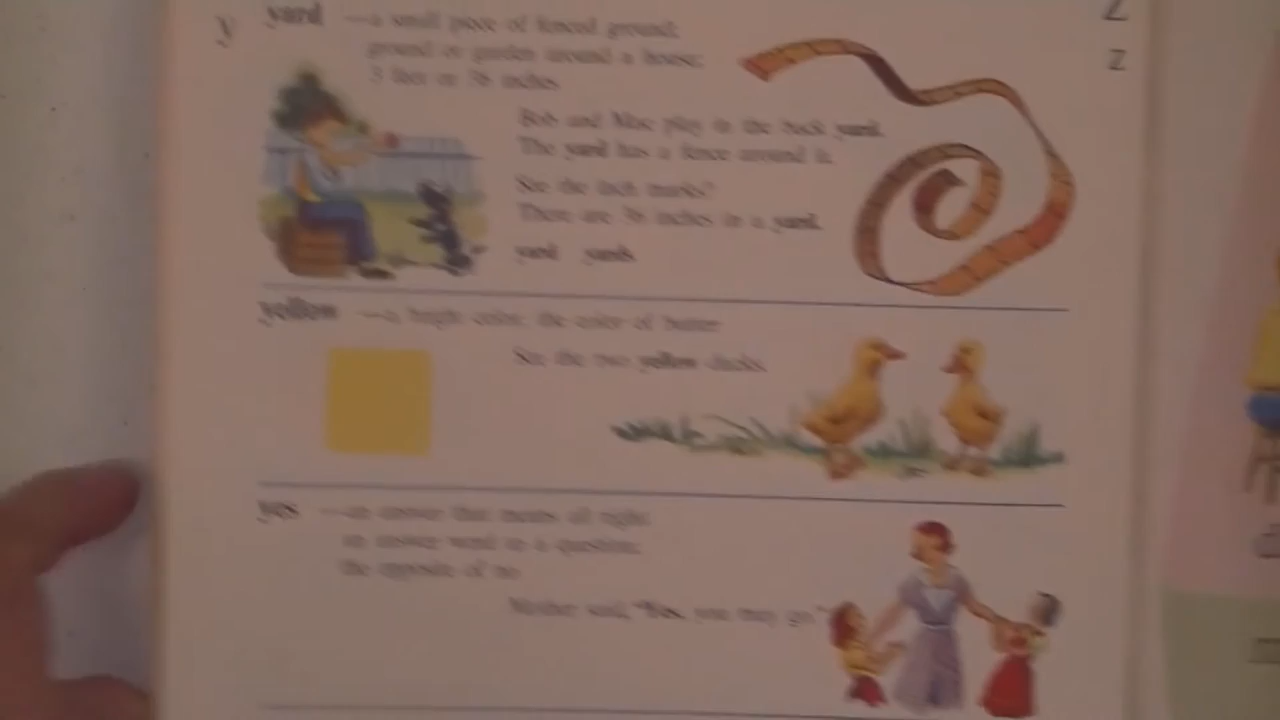 y
Z
z
yard —a small piece of fenced ground;
ground or garden around a house;
3 feet or 36 inches
Bob and Mac play in the back yard.
The yard has a fence around it.
See the inch marks?
There are 36 inches in a yard.
yard yards
yellow —a bright color; the color of butter
See the two yellow ducks.
yes —an answer that means all right
an answer word to a question;
the opposite of no
Mother said, "Yes, you may go."